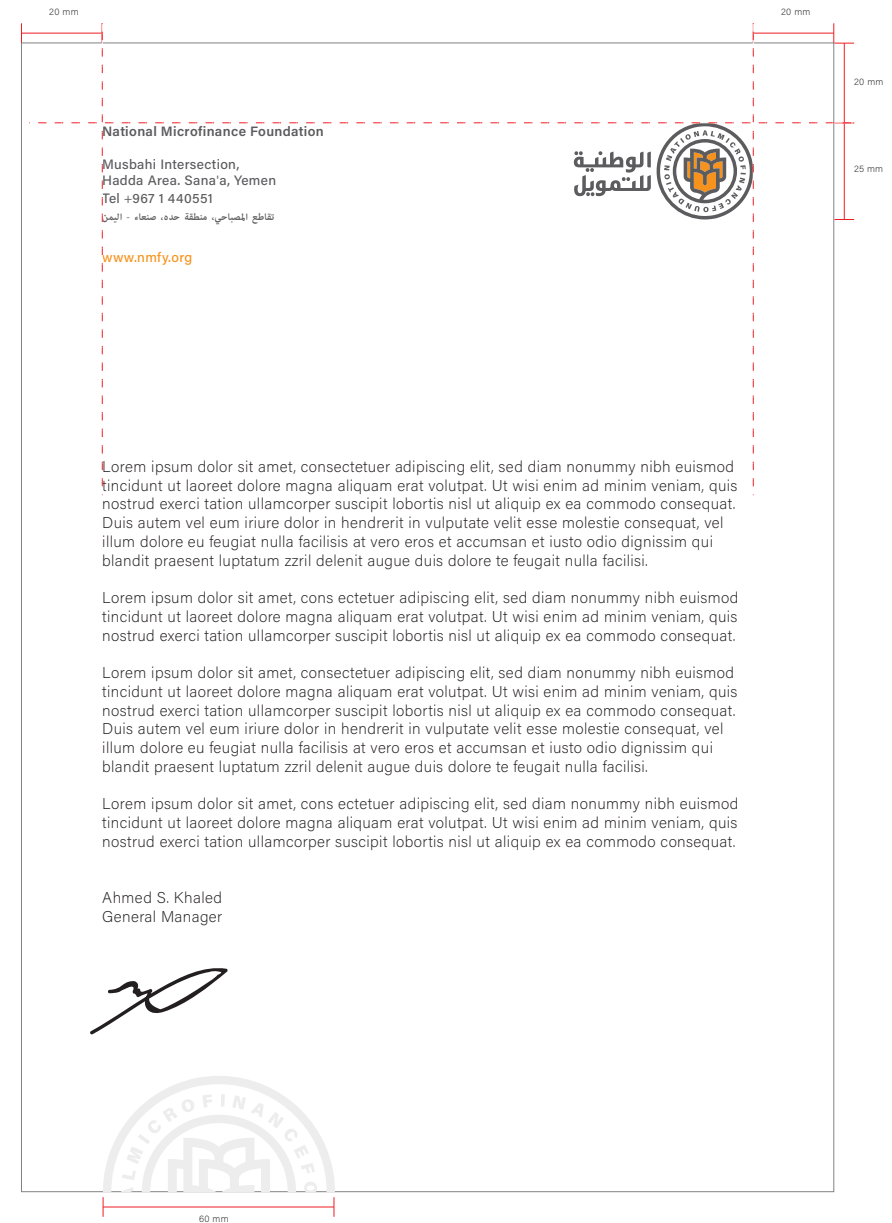 20 mm
20 mm
20 mm
National Microfinance Foundation
Musbahi Intersection,
Hadda Area. Sana'a, Yemen
Tel +967 1 440551
تقاطع المصباحي، منطقة حده، صنعاء - اليمن
www.nmfy.org
الوطنية
للتمويل
NATIONALMICROFINANCEFOUNDATION
25 mm
Lorem ipsum dolor sit amet, consectetuer adipiscing elit, sed diam nonummy nibh euismod
tincidunt ut laoreet dolore magna aliquam erat volutpat. Ut wisi enim ad minim veniam, quis
nostrud exerci tation ullamcorper suscipit lobortis nisl ut aliquip ex ea commodo consequat.
Duis autem vel eum iriure dolor in hendrerit in vulputate velit esse molestie consequat, vel
illum dolore eu feugiat nulla facilisis at vero eros et accumsan et iusto odio dignissim qui
blandit praesent luptatum zzril delenit augue duis dolore te feugait nulla facilisi.
Lorem ipsum dolor sit amet, cons ectetuer adipiscing elit, sed diam nonummy nibh euismod
tincidunt ut laoreet dolore magna aliquam erat volutpat. Ut wisi enim ad minim veniam, quis
nostrud exerci tation ullamcorper suscipit lobortis nisl ut aliquip ex ea commodo consequat.
Lorem ipsum dolor sit amet, consectetuer adipiscing elit, sed diam nonummy nibh euismod
tincidunt ut laoreet dolore magna aliquam erat volutpat. Ut wisi enim ad minim veniam, quis
nostrud exerci tation ullamcorper suscipit lobortis nisl ut aliquip ex ea commodo consequat.
Duis autem vel eum iriure dolor in hendrerit in vulputate velit esse molestie consequat, vel
illum dolore eu feugiat nulla facilisis at vero eros et accumsan et iusto odio dignissim qui
blandit praesent luptatum zzril delenit augue duis dolore te feugait nulla facilisi.
Lorem ipsum dolor sit amet, cons ectetuer adipiscing elit, sed diam nonummy nibh euismod
tincidunt ut laoreet dolore magna aliquam erat volutpat. Ut wisi enim ad minim veniam, quis
nostrud exerci tation ullamcorper suscipit lobortis nisl ut aliquip ex ea commodo consequat.
Ahmed S. Khaled
General Manager
ALMICROFINANCEFO
60 mm